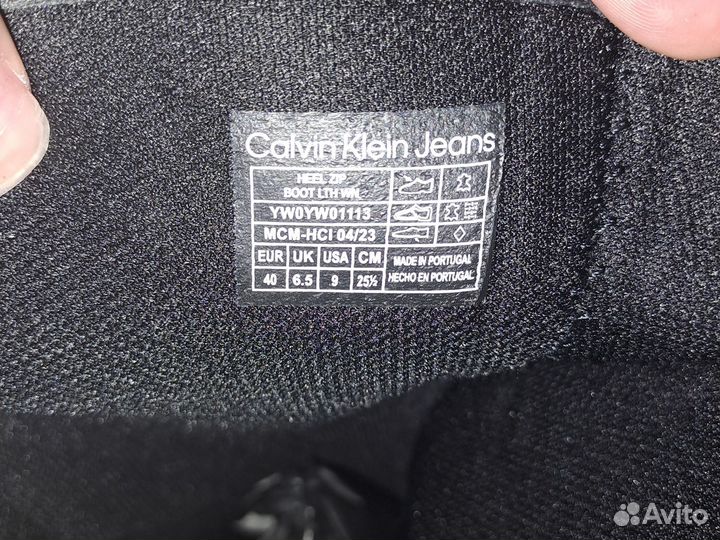 Calvin Klein Jeans
HEEL ZIP
BOOT LTH WN
YW0YW01113
MCM-HCI 04/23
EUR UK USA CM
40 6.5 9 25½
MADE IN PORTUGAL
HECHO EN PORTUGAL
Avito